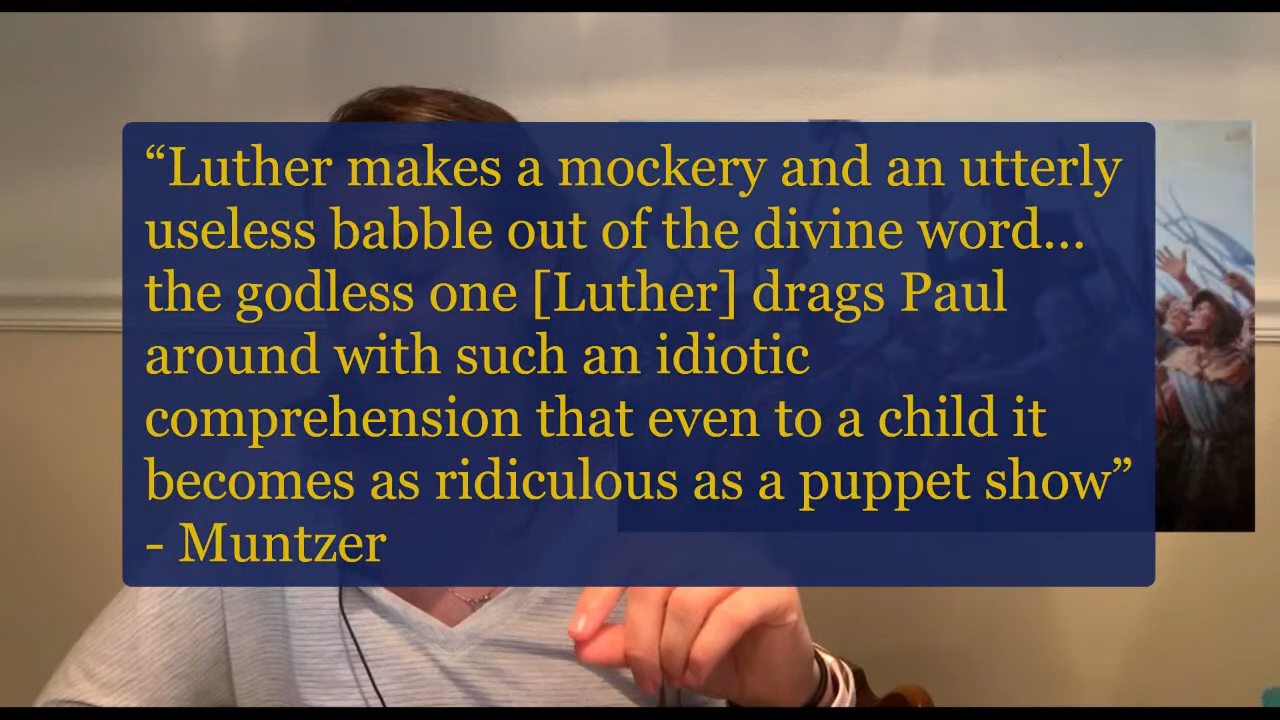 “Luther makes a mockery and an utterly
useless babble out of the divine word...
the godless one [Luther] drags Paul
around with such an idiotic
comprehension that even to a child it
becomes as ridiculous as a puppet show”
- Muntzer